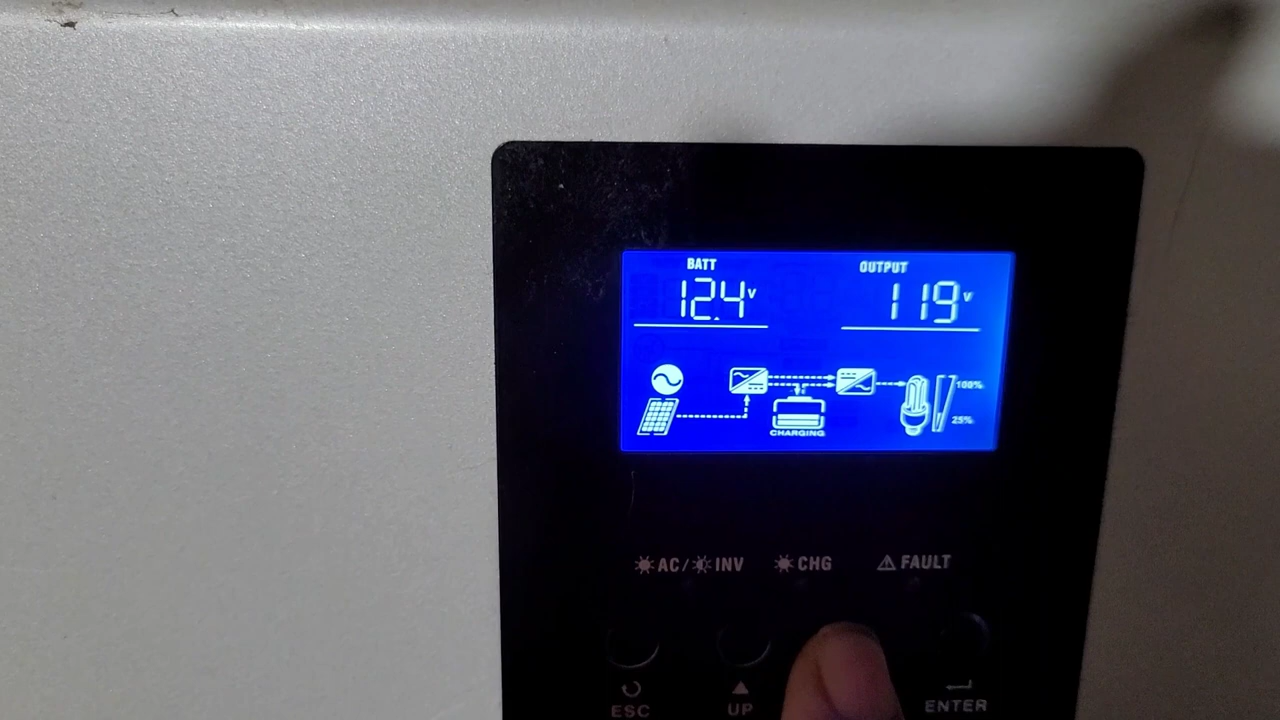 BATT OUTPUT
12.4V 119V
100%
25%
CHARGING
AC/ INV CHG FAULT
ESC UP ENTER